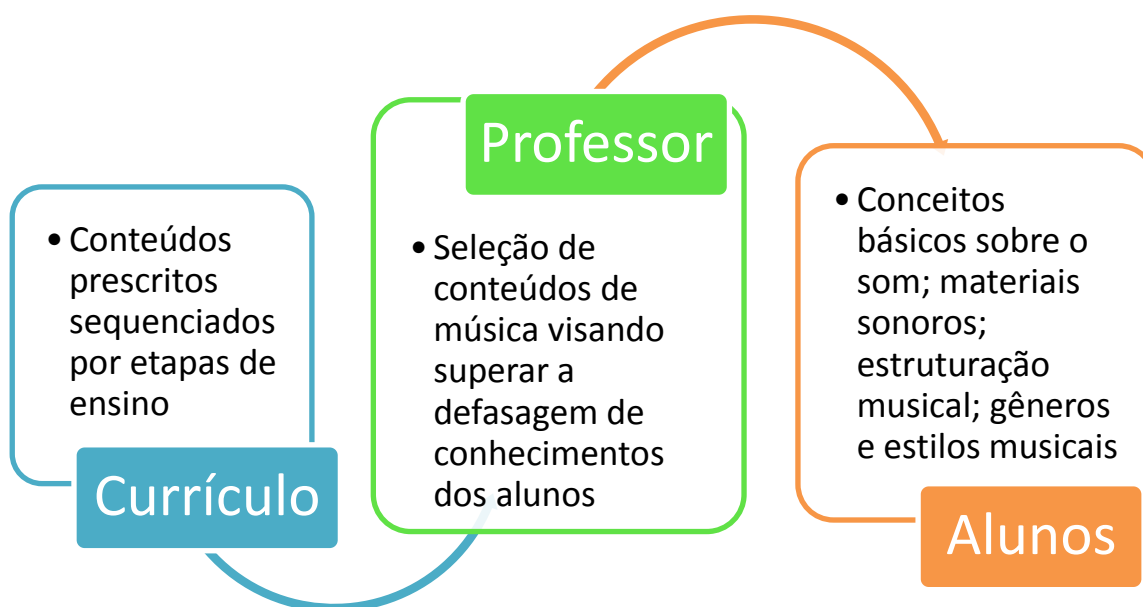 • Conteúdos
prescritos
sequenciados
por etapas de
ensino
Currículo
Professor
• Seleção de
conteúdos de
música visando
superar a
defasagem de
conhecimentos
dos alunos
• Conceitos
básicos sobre o
som; materiais
sonoros;
estruturação
musical; gêneros
e estilos musicais
Alunos